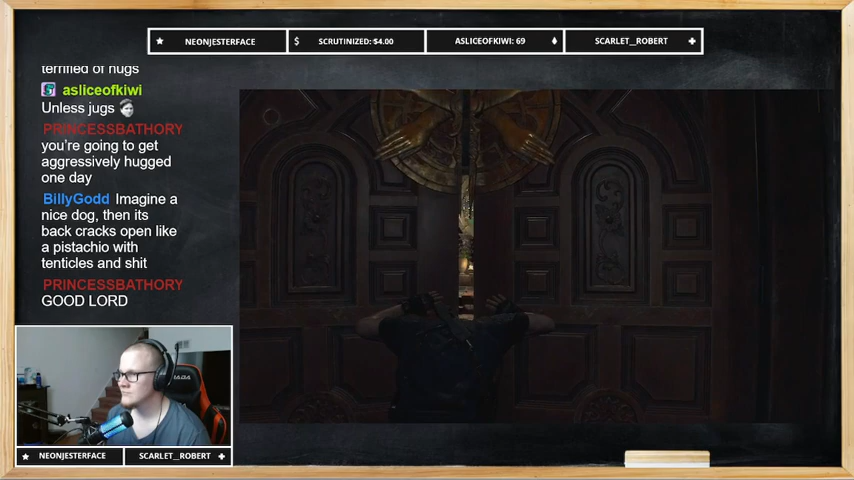 NEONJESTERFACE
$ SCRUTINIZED: $4.00
ASLICEOFKIWI: 69
SCARLET_ROBERT
terrified of hugs
asliceofkiwi
Unless jugs
PRINCESSBATHORY
you're going to get
aggressively hugged
one day
BillyGodd Imagine a
nice dog, then its
back cracks open like
a pistachio with
tenticles and shit
PRINCESSBATHORY
GOOD LORD
NEONJESTERFACE
SCARLET_ROBERT